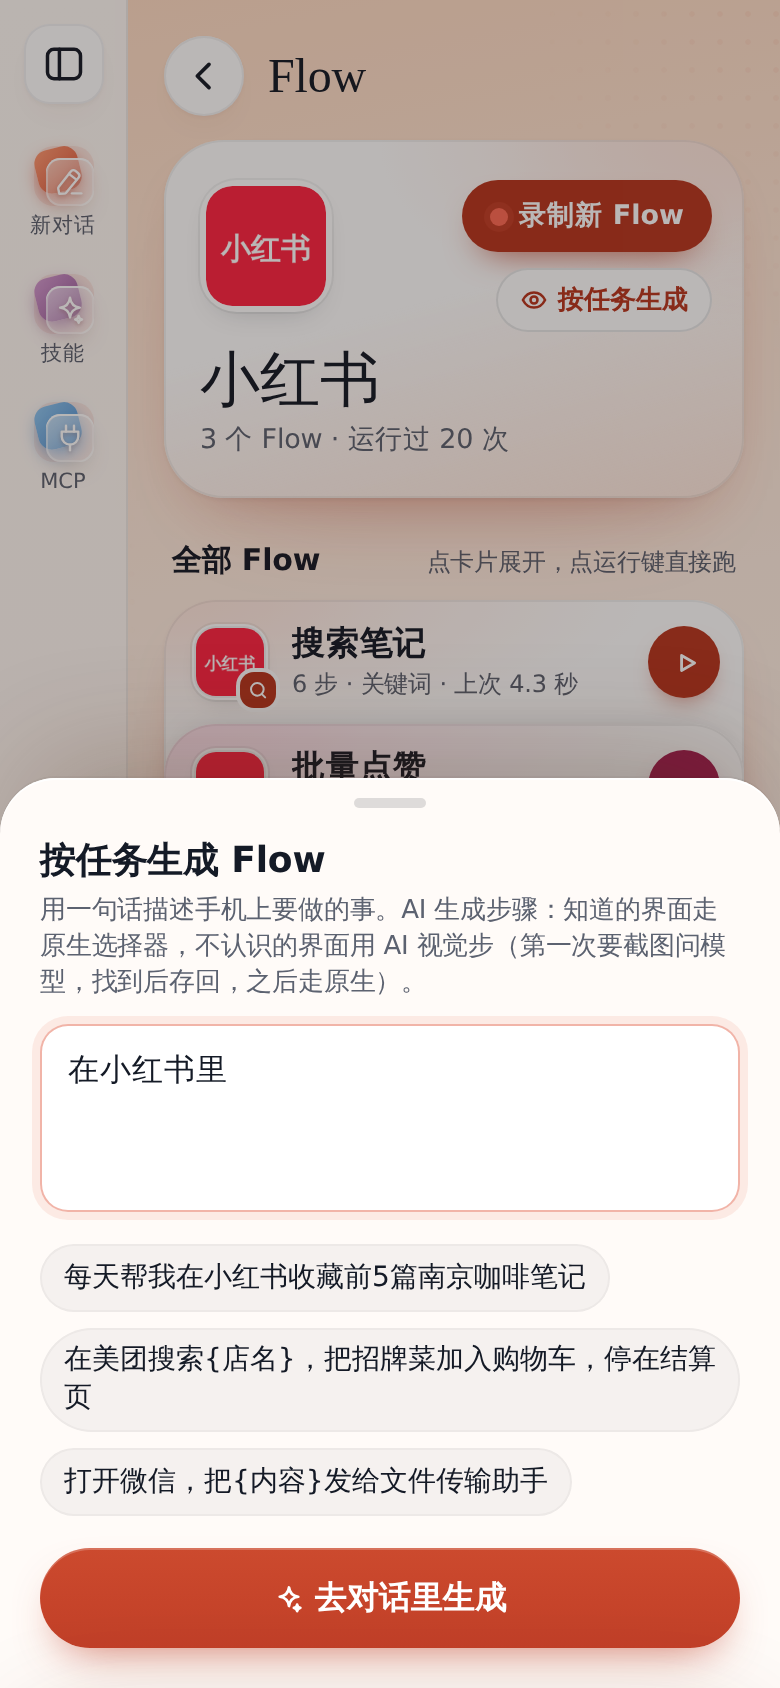 Flow
新对话
技能
MCP
小红书
录制新 Flow
按任务生成
小红书
3 个 Flow · 运行过 20 次
全部 Flow
点卡片展开，点运行键直接跑
小红书
搜索笔记
6 步 · 关键词 · 上次 4.3 秒
批量点赞
按任务生成 Flow
用一句话描述手机上要做的事。AI 生成步骤：知道的界面走
原生选择器，不认识的界面用 AI 视觉步（第一次要截图问模
型，找到后存回，之后走原生）。
在小红书里
每天帮我在小红书收藏前5篇南京咖啡笔记
在美团搜索{店名}，把招牌菜加入购物车，停在结算
页
打开微信，把{内容}发给文件传输助手
去对话里生成